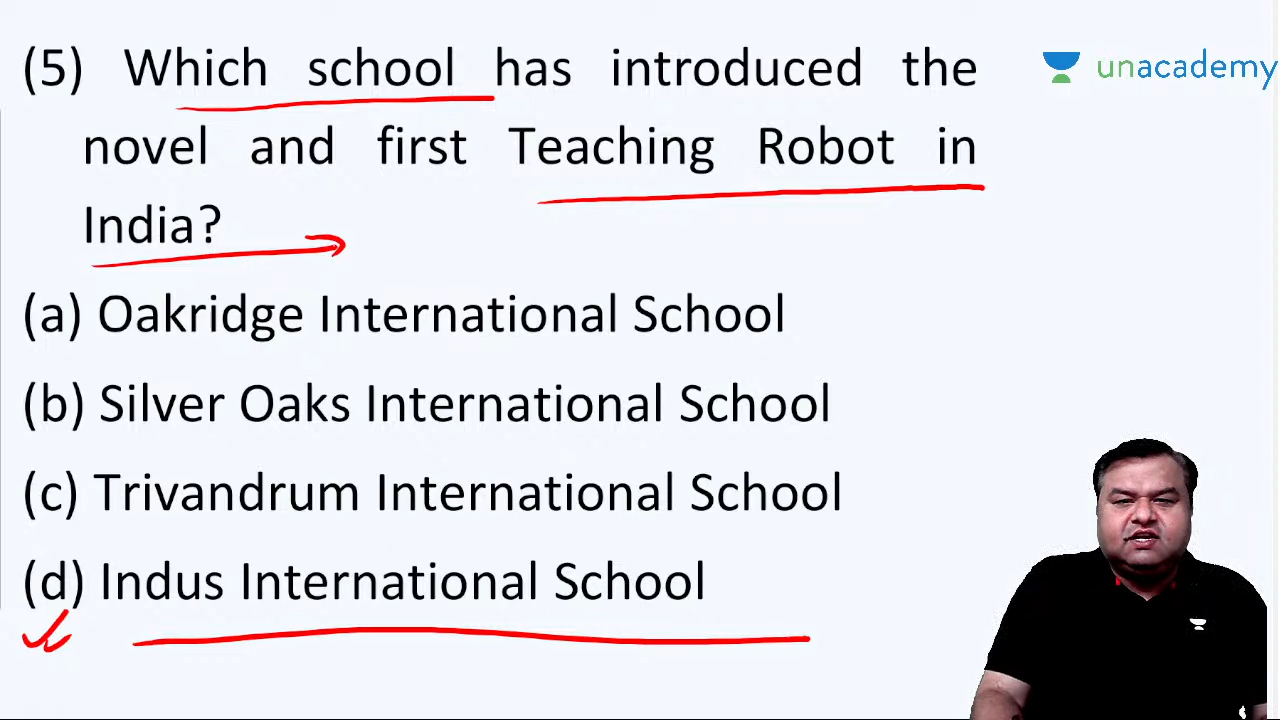 (5) Which school has introduced the
unacademy
novel and first Teaching Robot in
India?
(a) Oakridge International School
(b) Silver Oaks International School
(c) Trivandrum International School
(d) Indus International School